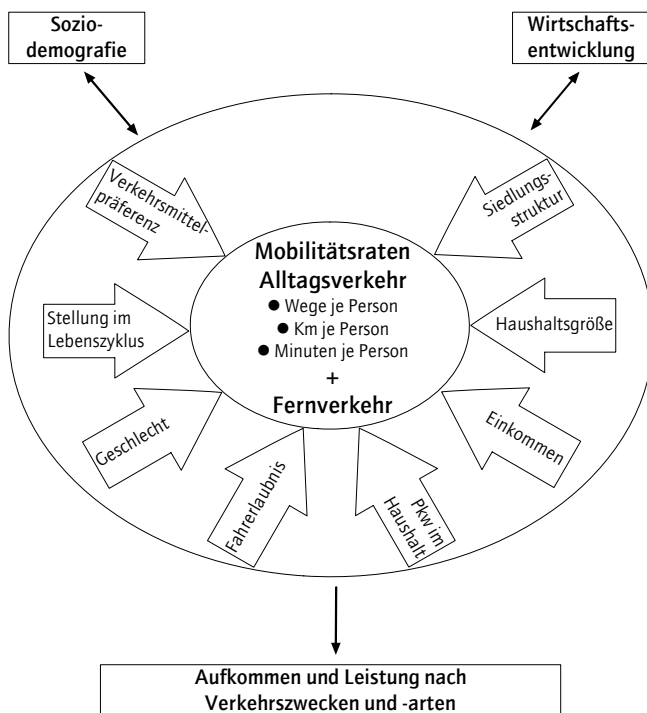 Sozio-
demografie
Wirtschafts-
entwicklung
Verkehrsmittel-
präferenz
Siedlungs-
struktur
Mobilitätsraten
Alltagsverkehr
● Wege je Person
● Km je Person
● Minuten je Person
+
Fernverkehr
Stellung im
Lebenszyklus
Haushaltsgröße
Geschlecht
Einkommen
Fahrerlaubnis
Pkw im
Haushalt
Aufkommen und Leistung nach
Verkehrszwecken und -arten